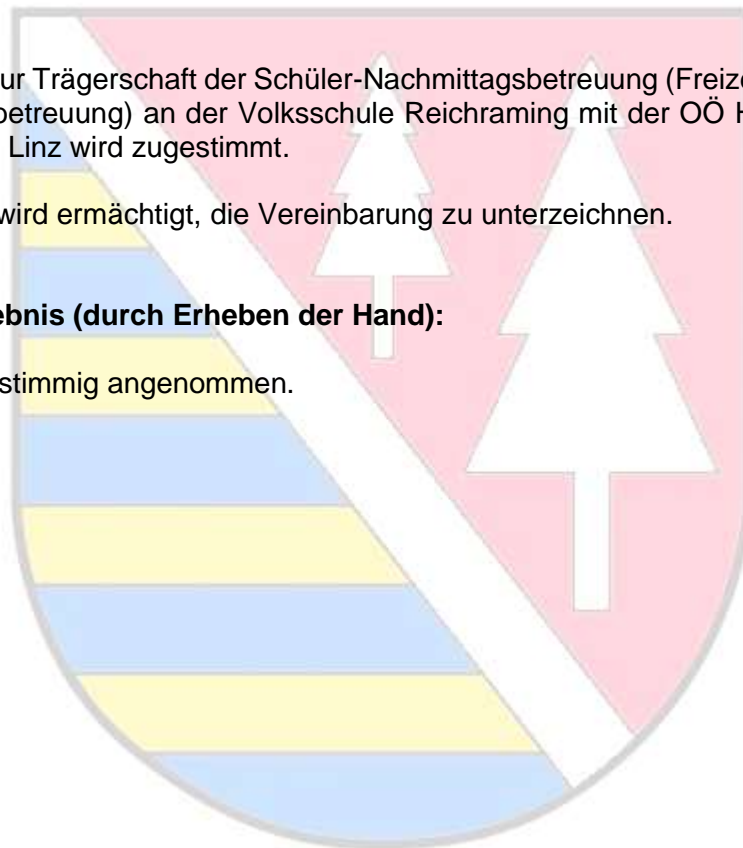 ur Trägerschaft der Schüler-Nachmittagsbetreuung (Freize
betreuung) an der Volksschule Reichraming mit der OÖ H
Linz wird zugestimmt.
wird ermächtigt, die Vereinbarung zu unterzeichnen.
ebnis (durch Erheben der Hand):
stimmig angenommen.